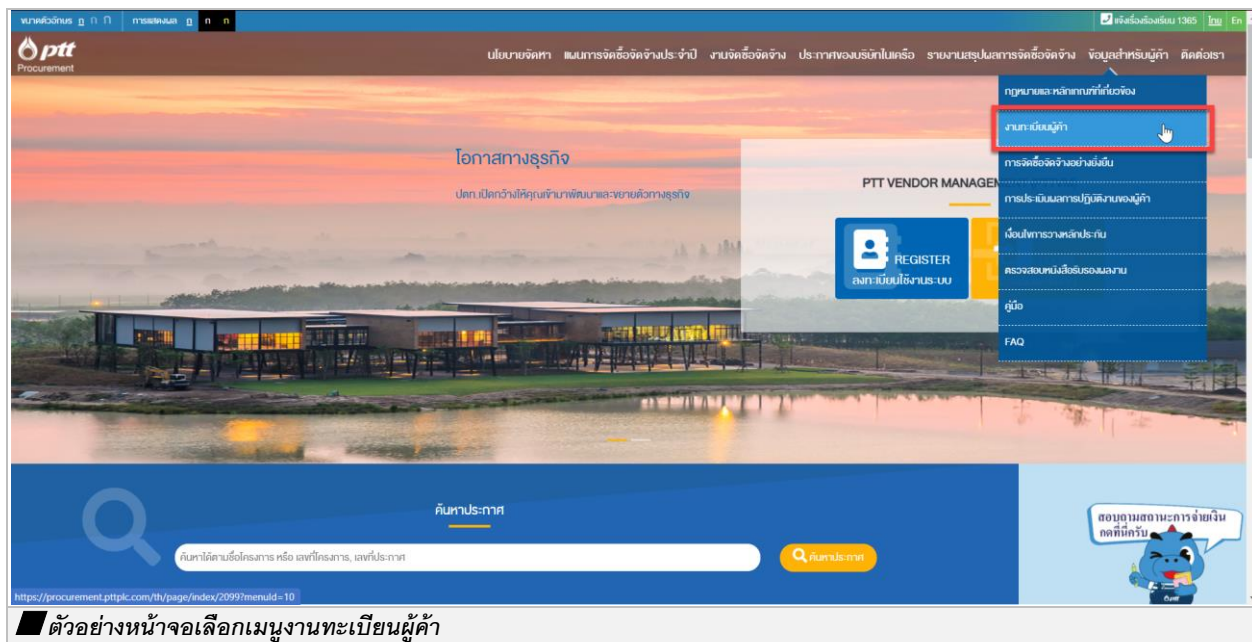 ขนาดตัวอักษร ก ก ก การแสดงผล ก ก ก แจ้งเรื่องร้องเรียน 1365 ไทย En
ptt
Procurement
นโยบายจัดหา แผนการจัดซื้อจัดจ้างประจำปี งานจัดซื้อจัดจ้าง ประกาศของบริษัทในเครือ รายงานสรุปผลการจัดซื้อจัดจ้าง ข้อมูลสำหรับผู้ค้า ติดต่อเรา
กฎหมายและหลักเกณฑ์ที่เกี่ยวข้อง
งานทะเบียนผู้ค้า
การจัดซื้อจัดจ้างอย่างยั่งยืน
การประเมินผลการปฏิบัติงานของผู้ค้า
เงื่อนไขการวางหลักประกัน
ตรวจสอบหนังสือรับรองผลงาน
คู่มือ
FAQ
โอกาสทางธุรกิจ
ปตท.เปิดกว้างให้คุณเข้ามาพัฒนาและขยายตัวทางธุรกิจ
PTT VENDOR MANAGEM
REGISTER
ลงทะเบียนใช้งานระบบ
ค้นหาประกาศ
ค้นหาได้ตามชื่อโครงการ หรือ เลขที่โครงการ, เลขที่ประกาศ
ค้นหาประกาศ
สอบถามสถานะการจ่ายเงิน
กดที่นี่ครับ
https://procurement.pttplc.com/th/page/index/2099?menuId=10
ตัวอย่างหน้าจอเลือกเมนูงานทะเบียนผู้ค้า